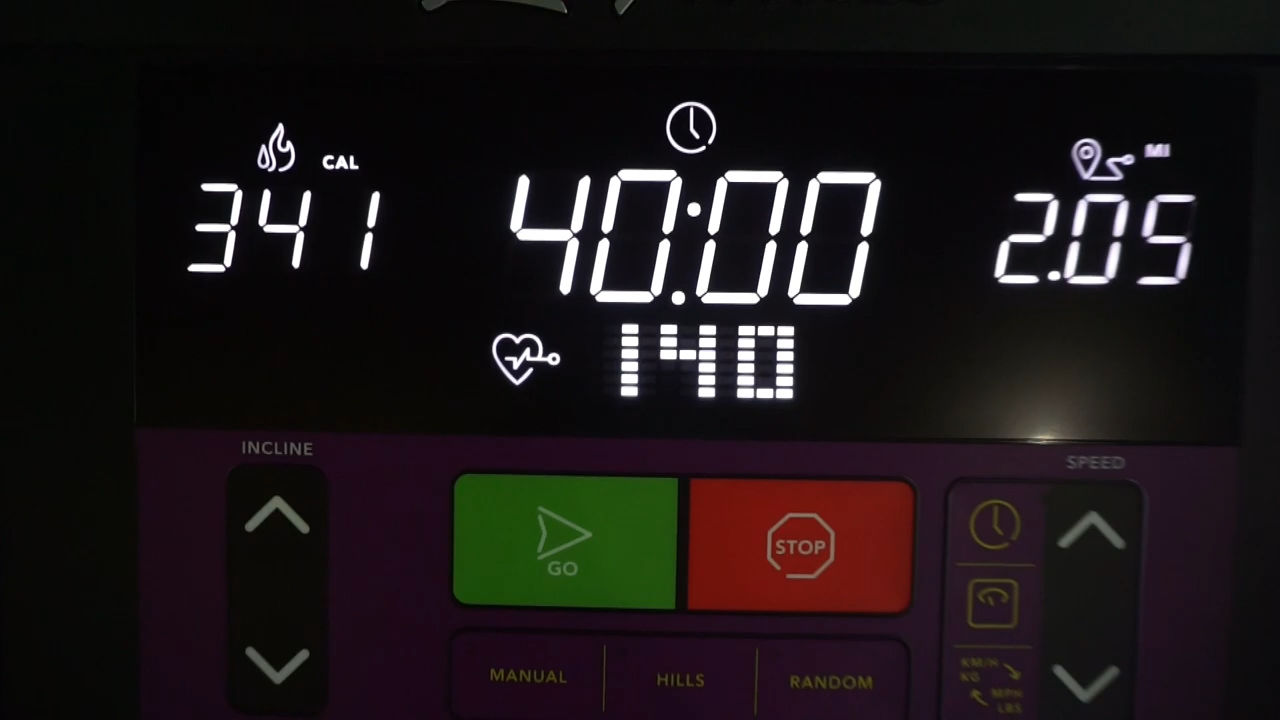 CAL
MI
341
40:00
2.05
140
INCLINE
SPEED
GO
STOP
MANUAL
HILLS
RANDOM
KM/H
KG
MPH
LBS